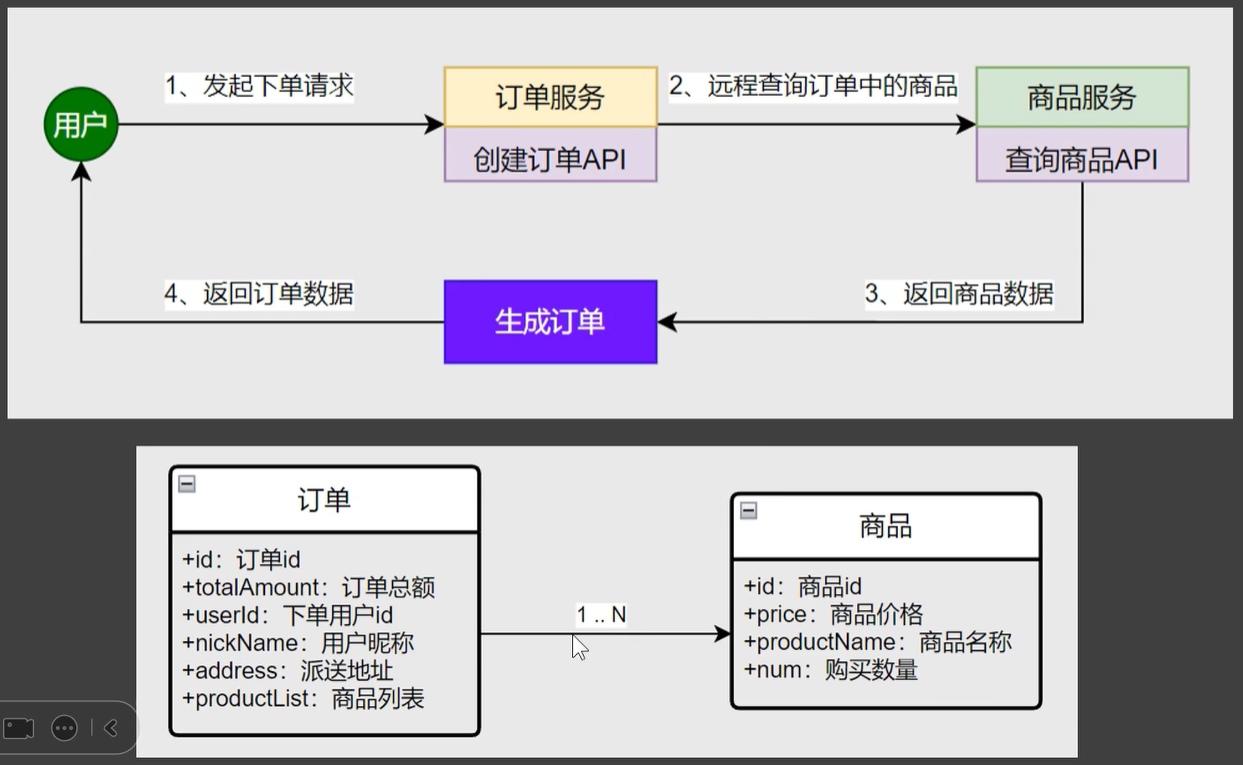 1、发起下单请求
订单服务
2、远程查询订单中的商品
商品服务
用户
创建订单API
查询商品API
4、返回订单数据
生成订单
3、返回商品数据
订单
+id：订单id
+totalAmount：订单总额
+userId：下单用户id
+nickName：用户昵称
+address：派送地址
+productList：商品列表
1 .. N
商品
+id：商品id
+price：商品价格
+productName：商品名称
+num：购买数量